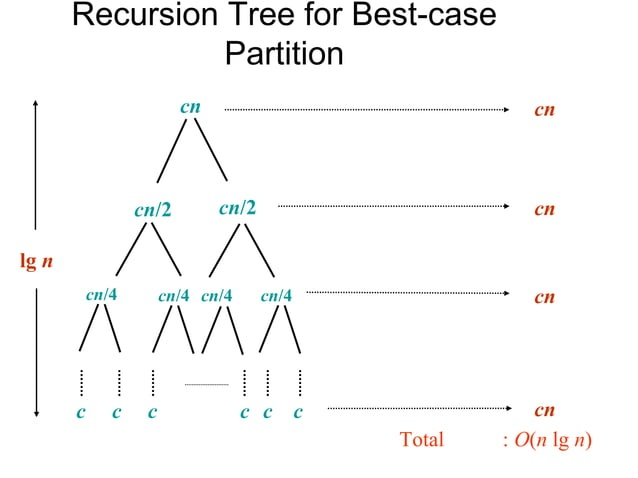 Recursion Tree for Best-case
Partition
cn cn
cn/2 cn/2 cn
lg n
cn/4 cn/4 cn/4 cn/4 cn
c c c c c c cn
Total : O(n lg n)